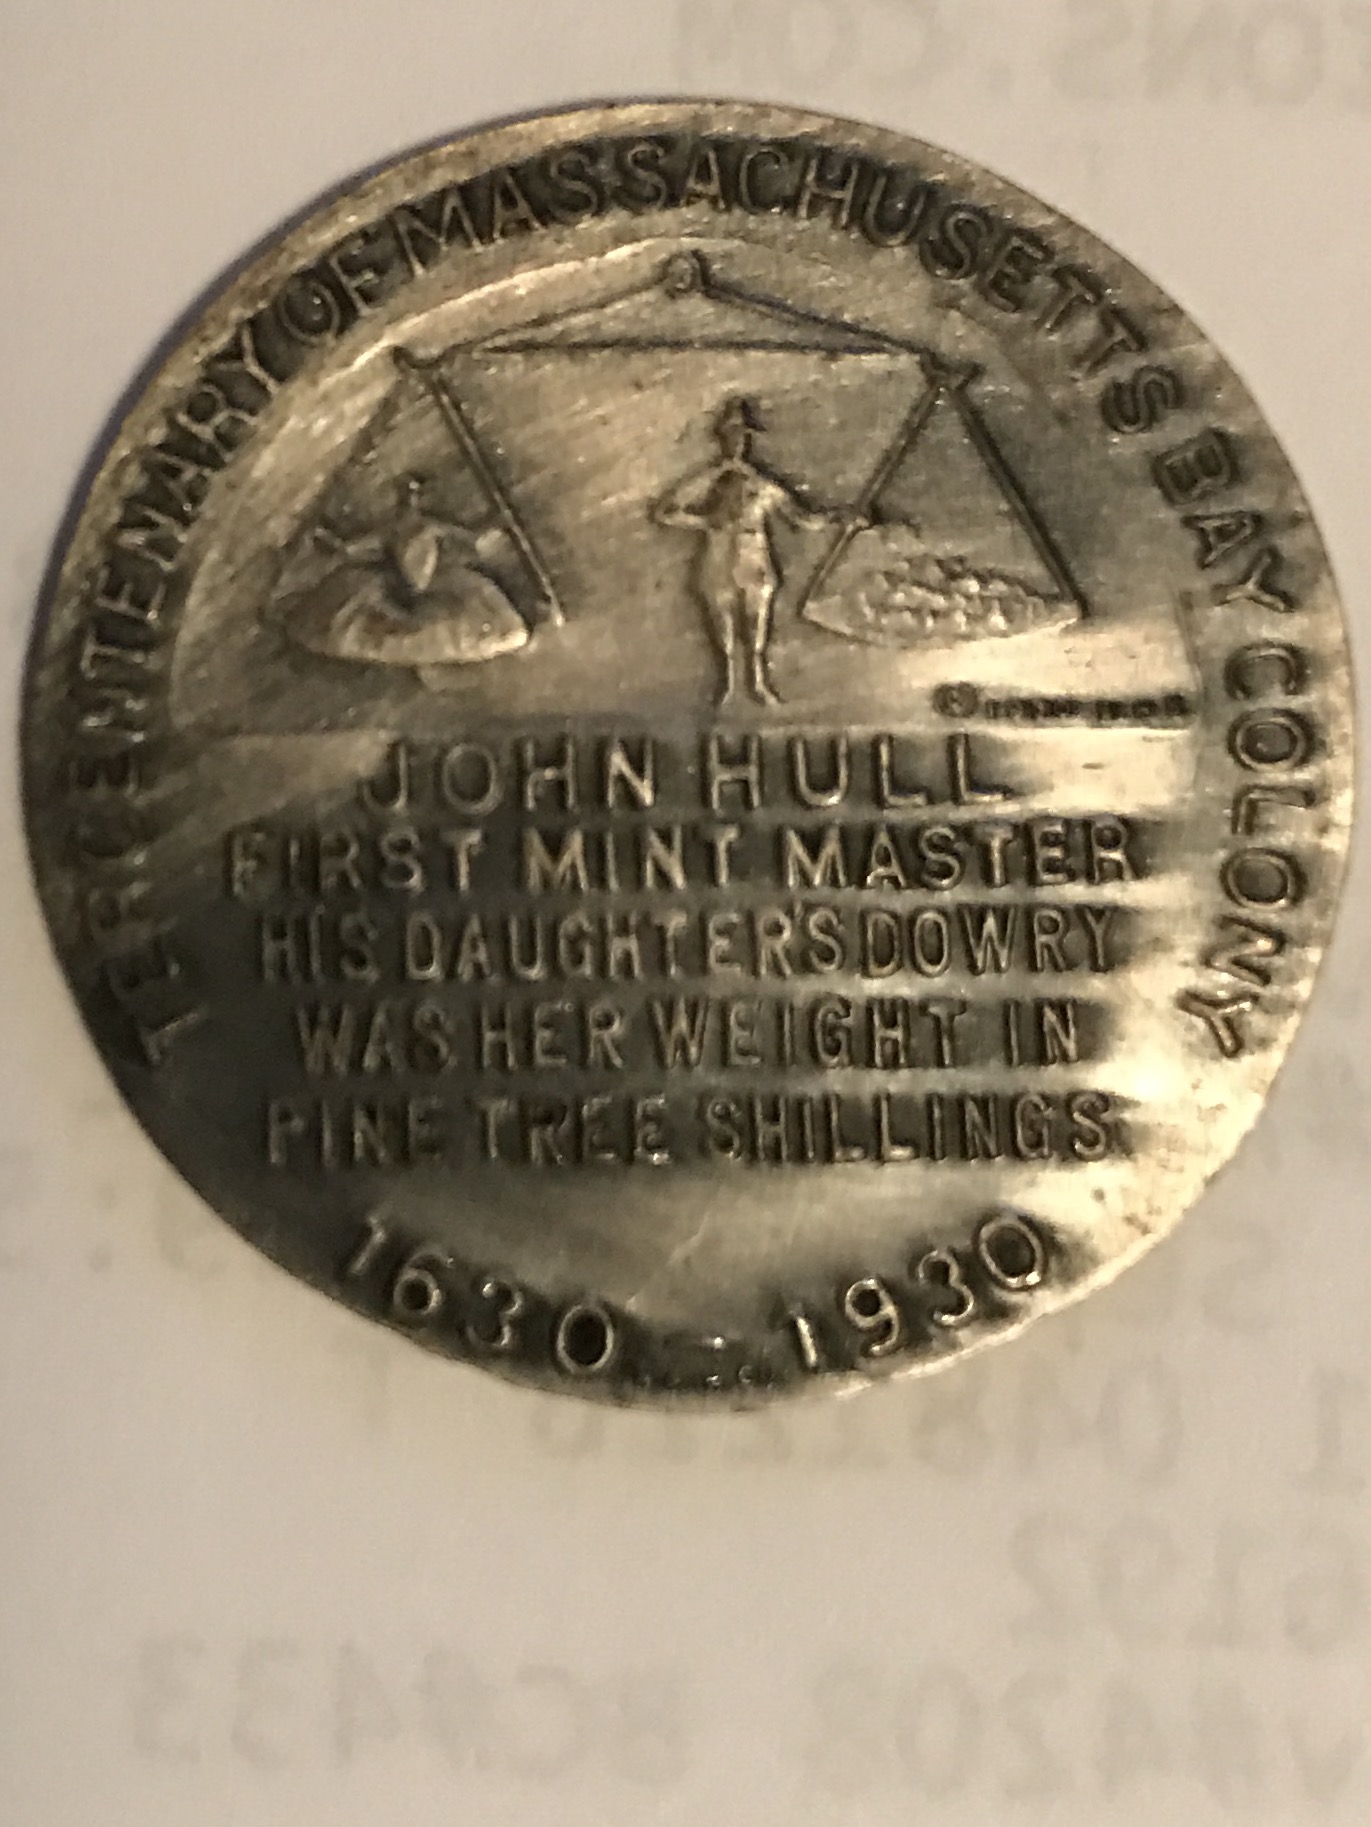 TERCENTENARY OF MASSACHUSETTS BAY COLONY
JOHN HULL
FIRST MINT MASTER
HIS DAUGHTER'S DOWRY
WAS HER WEIGHT IN
PINE TREE SHILLINGS
1630 - 1930